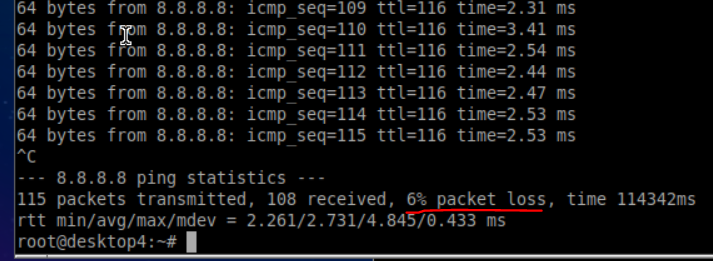 64 bytes from 8.8.8.8: icmp_seq=109 ttl=116 time=2.31 ms
64 bytes from 8.8.8.8: icmp_seq=110 ttl=116 time=3.41 ms
64 bytes from 8.8.8.8: icmp_seq=111 ttl=116 time=2.54 ms
64 bytes from 8.8.8.8: icmp_seq=112 ttl=116 time=2.44 ms
64 bytes from 8.8.8.8: icmp_seq=113 ttl=116 time=2.47 ms
64 bytes from 8.8.8.8: icmp_seq=114 ttl=116 time=2.53 ms
64 bytes from 8.8.8.8: icmp_seq=115 ttl=116 time=2.53 ms
^C
--- 8.8.8.8 ping statistics ---
115 packets transmitted, 108 received, 6% packet loss, time 114342ms
rtt min/avg/max/mdev = 2.261/2.731/4.845/0.433 ms
root@desktop4:~#